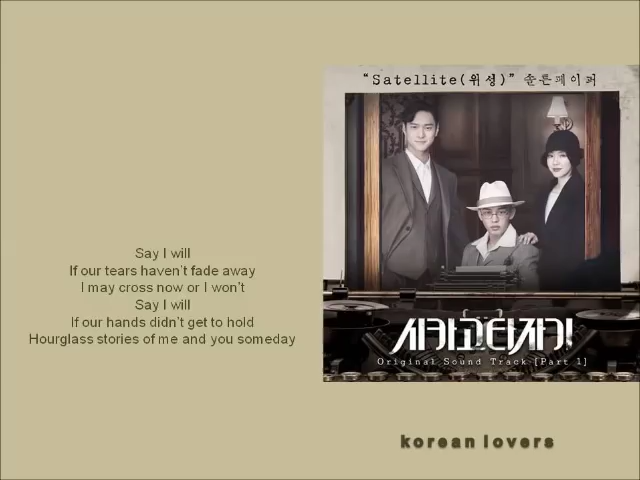 Say I will
If our tears haven't fade away
I may cross now or I won't
Say I will
If our hands didn't get to hold
Hourglass stories of me and you someday
"Satellite(위성)" 솔튼페이퍼
시카고타자기
Original Sound Track [Part 1]
korean lovers